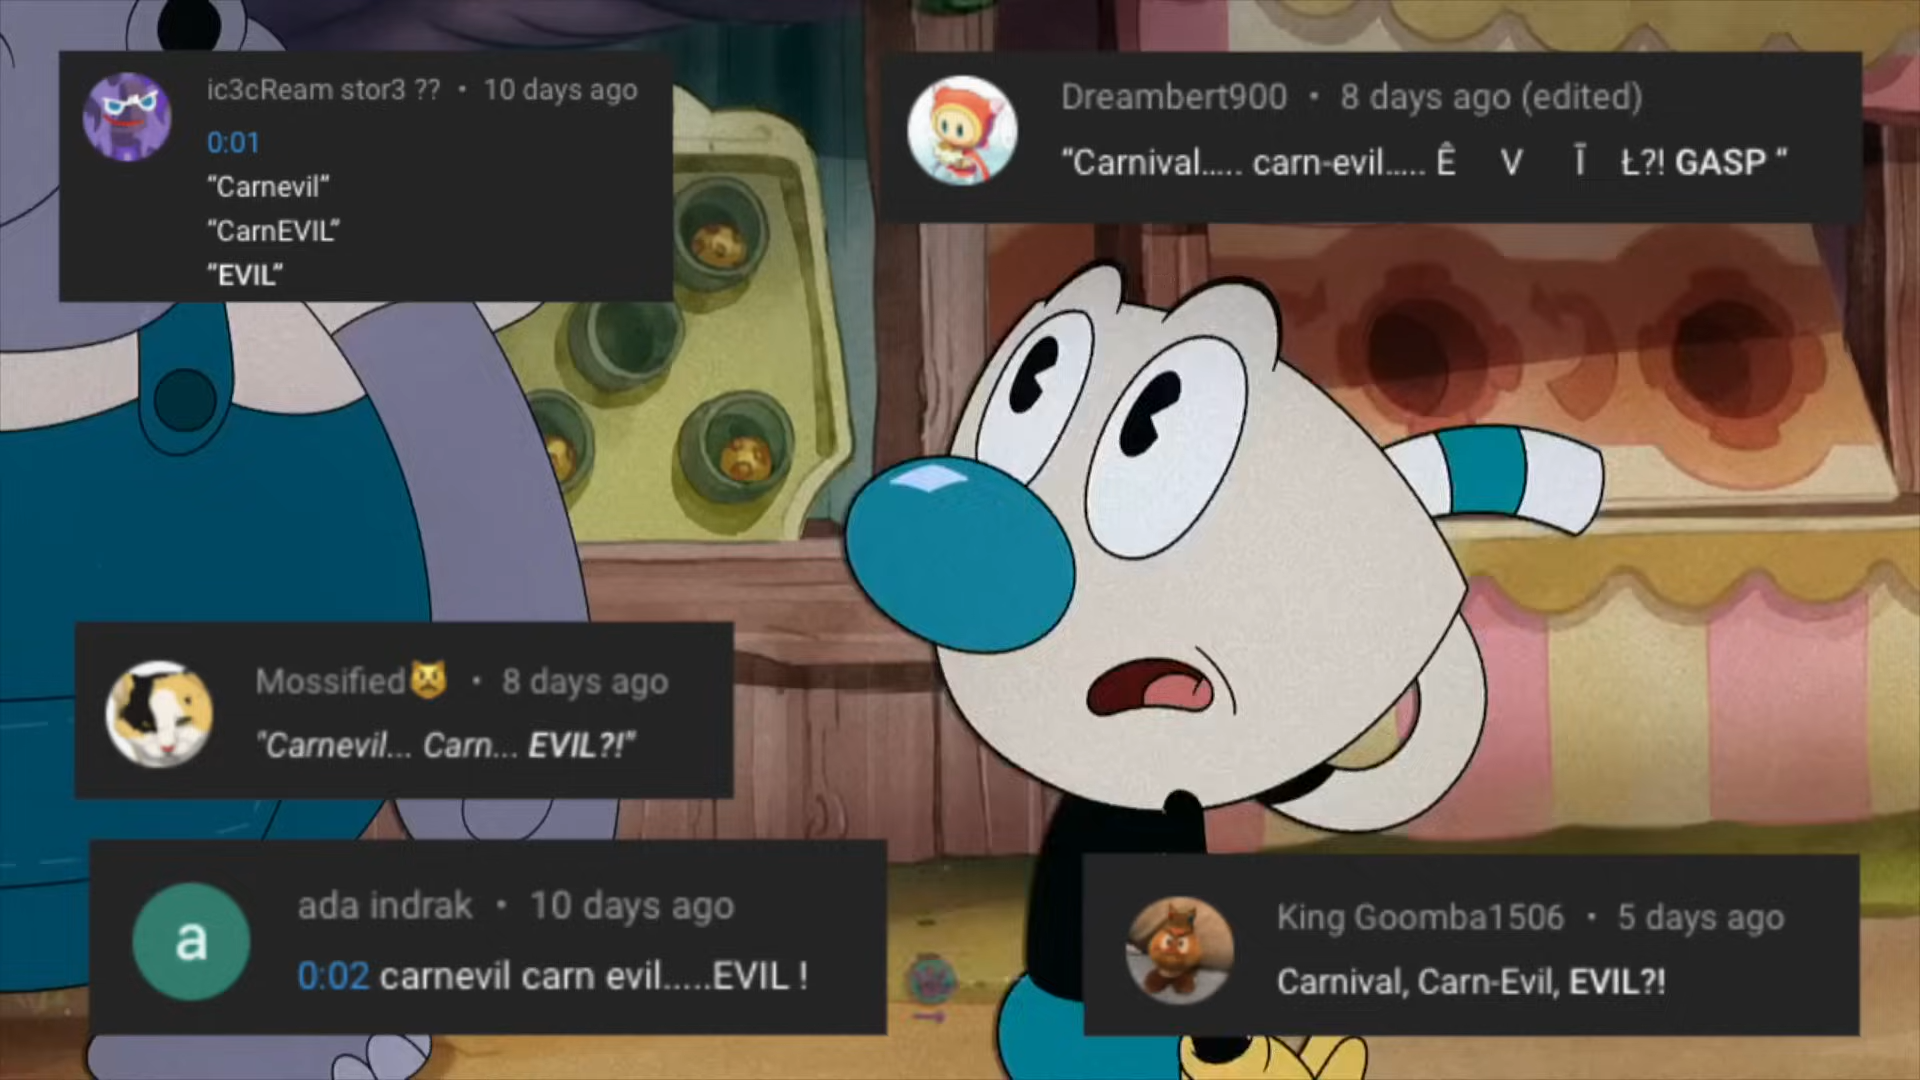 ic3cReam stor3 ?? • 10 days ago
0:01
“Carnevil”
“CarnEVIL”
“EVIL”
Dreambert900 • 8 days ago (edited)
“Carnival..... carn-evil..... Ê V Ī Ł?! GASP “
Mossified😾 • 8 days ago
"Carnevil... Carn... EVIL?!"
a
ada indrak • 10 days ago
0:02 carnevil carn evil.....EVIL !
King Goomba1506 • 5 days ago
Carnival, Carn-Evil, EVIL?!